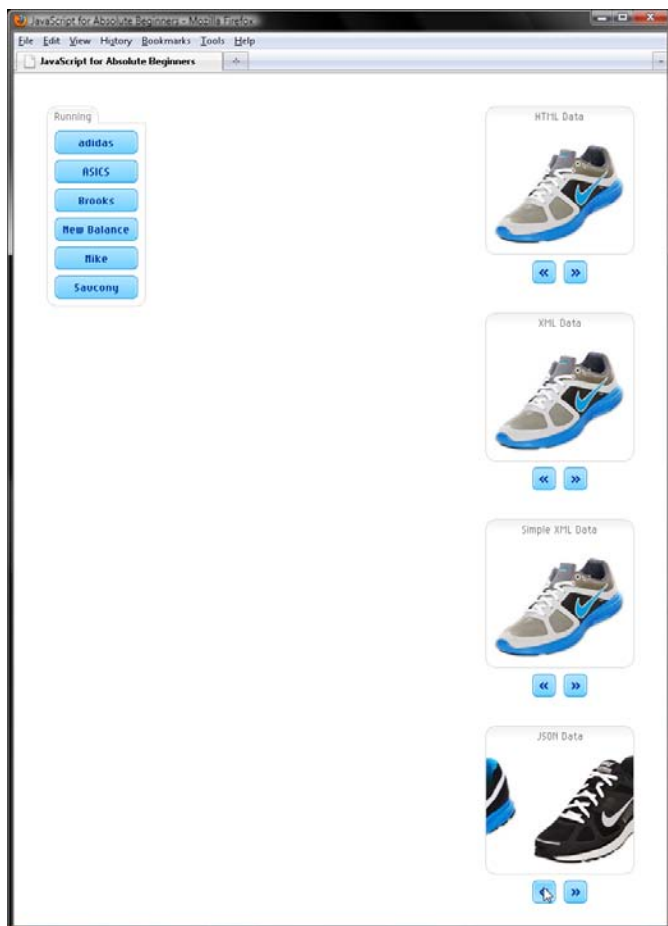 JavaScript for Absolute Beginners - Mozilla Firefox
File Edit View History Bookmarks Tools Help
JavaScript for Absolute Beginners
Running
adidas
ASICS
Brooks
New Balance
Nike
Saucony
HTML Data
« »
XML Data
« »
Simple XML Data
« »
JSON Data
»